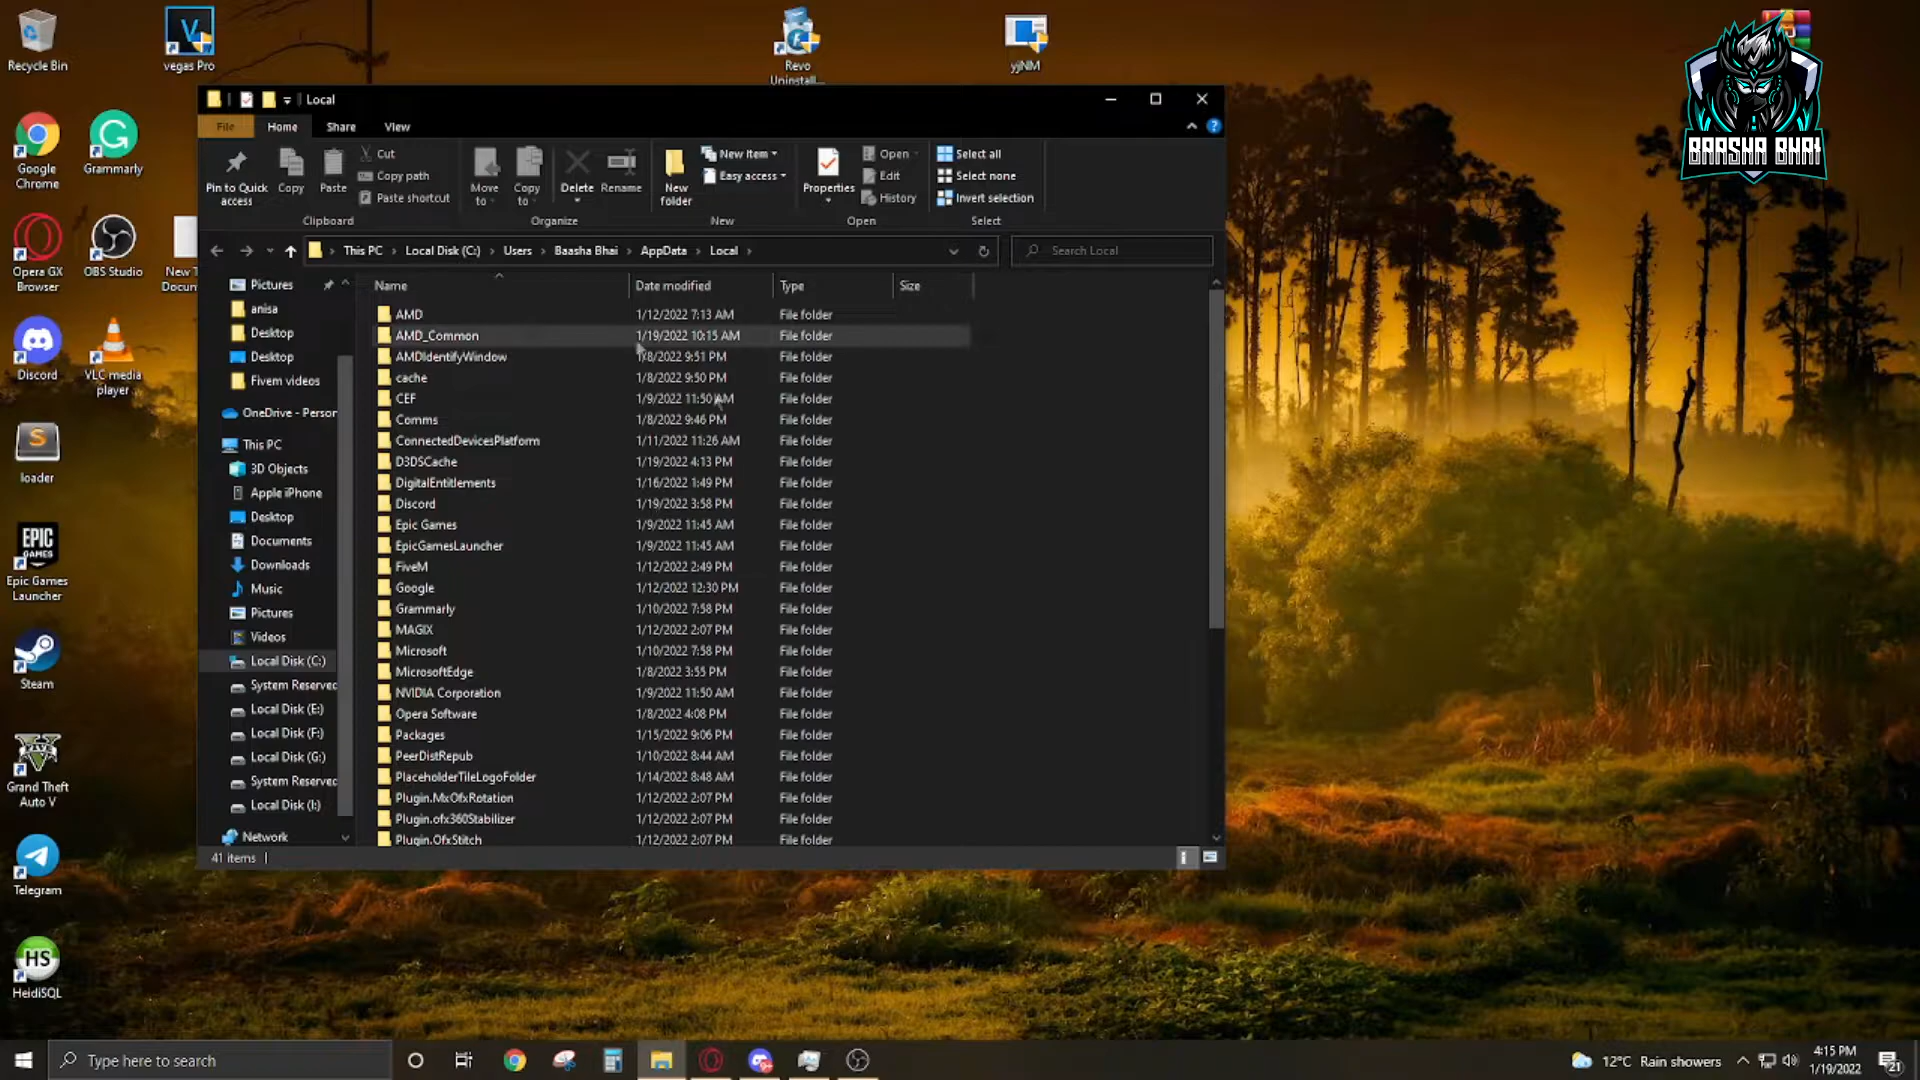 Recycle Bin
vegas Pro
Revo
Uninstall...
yjNM
BAASHA BHAI
Google
Chrome
Grammarly
Opera GX
Browser
OBS Studio
New T
Docum
Discord
VLC media
player
loader
Epic Games
Launcher
Steam
Grand Theft
Auto V
Telegram
HeidiSQL
Local
File
Home
Share
View
Pin to Quick
access
Copy
Paste
Cut
Copy path
Paste shortcut
Clipboard
Move
to
Copy
to
Delete
Rename
Organize
New
folder
New item
Easy access
New
Properties
Open
Edit
History
Open
Select all
Select none
Invert selection
Select
This PC > Local Disk (C:) > Users > Baasha Bhai > AppData > Local >
Search Local
Pictures
anisa
Desktop
Desktop
Fivem videos
OneDrive - Person
This PC
3D Objects
Apple iPhone
Desktop
Documents
Downloads
Music
Pictures
Videos
Local Disk (C:)
System Reserved
Local Disk (E:)
Local Disk (F:)
Local Disk (G:)
System Reserved
Local Disk (I:)
Network
Name Date modified Type Size
AMD 1/12/2022 7:13 AM File folder
AMD_Common 1/19/2022 10:15 AM File folder
AMDIdentifyWindow 1/8/2022 9:51 PM File folder
cache 1/8/2022 9:50 PM File folder
CEF 1/9/2022 11:50 AM File folder
Comms 1/8/2022 9:46 PM File folder
ConnectedDevicesPlatform 1/11/2022 11:26 AM File folder
D3DSCache 1/19/2022 4:13 PM File folder
DigitalEntitlements 1/16/2022 1:49 PM File folder
Discord 1/19/2022 3:58 PM File folder
Epic Games 1/9/2022 11:45 AM File folder
EpicGamesLauncher 1/9/2022 11:45 AM File folder
FiveM 1/12/2022 2:49 PM File folder
Google 1/12/2022 12:30 PM File folder
Grammarly 1/10/2022 7:58 PM File folder
MAGIX 1/12/2022 2:07 PM File folder
Microsoft 1/10/2022 7:58 PM File folder
MicrosoftEdge 1/8/2022 3:55 PM File folder
NVIDIA Corporation 1/9/2022 11:50 AM File folder
Opera Software 1/8/2022 4:08 PM File folder
Packages 1/15/2022 9:06 PM File folder
PeerDistRepub 1/10/2022 8:44 AM File folder
PlaceholderTileLogoFolder 1/14/2022 8:48 AM File folder
Plugin.MxOfxRotation 1/12/2022 2:07 PM File folder
Plugin.ofx360Stabilizer 1/12/2022 2:07 PM File folder
Plugin.OfxStitch 1/12/2022 2:07 PM File folder
41 items
Type here to search
12°C Rain showers
4:15 PM
1/19/2022
21